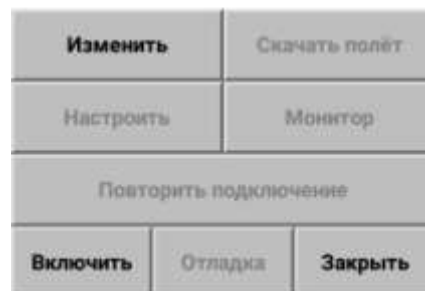 Изменить Скачать полёт
Настроить Монитор
Повторить подключение
Включить Отладка Закрыть